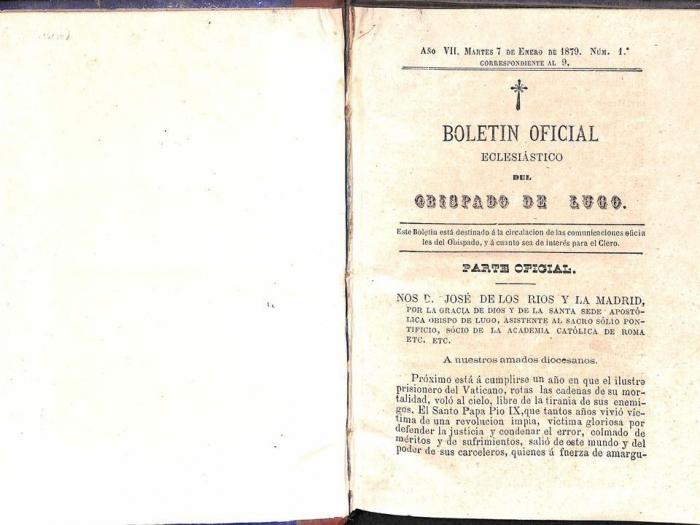 Año VII. Martes 7 de Enero de 1879. Núm. 1.º
CORRESPONDIENTE AL 9.
BOLETIN OFICIAL
ECLESIÁSTICO
DEL
OBISPADO DE LUGO.
Este Boletin está destinado á la circulacion de las comunicaciones oficia
les del Obispado, y á cuanto sea de interés para el Clero.
PARTE OFICIAL.
NOS D. JOSÉ DE LOS RIOS Y LA MADRID,
POR LA GRACIA DE DIOS Y DE LA SANTA SEDE APOSTÓ-
LICA OBISPO DE LUGO, ASISTENTE AL SACRO SÓLIO PON-
TIFICIO, SÓCIO DE LA ACADEMIA CATÓLICA DE ROMA
ETC. ETC.
A nuestros amados diocesanos.
Próximo está á cumplirse un año en que el ilustre
prisionero del Vaticano, rotas las cadenas de su mor-
talidad, voló al cielo, libre de la tirania de sus enemi-
gos. El Santo Papa Pio IX,que tantos años vivió víc-
tima de una revolucion impia, victima gloriosa por
defender la justicia y condenar el error, colmado de
méritos y de sufrimientos, salió de este mundo y del
poder de sus carceleros, quienes á fuerza de amargu-